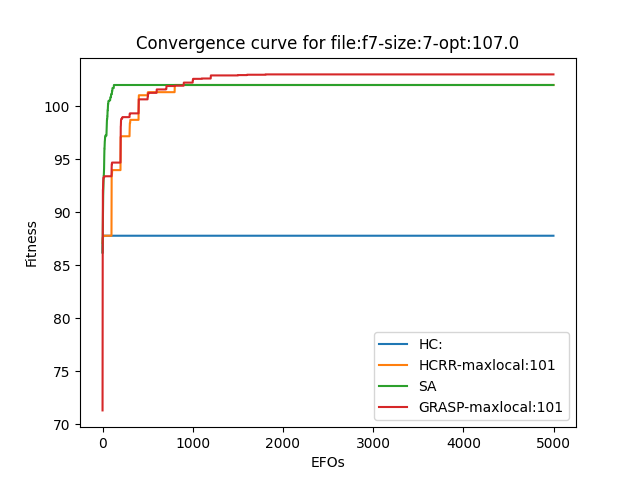 Convergence curve for file:f7-size:7-opt:107.0
Fitness
100
95
90
85
80
75
70
0 1000 2000 3000 4000 5000
EFOs
HC:
HCRR-maxlocal:101
SA
GRASP-maxlocal:101